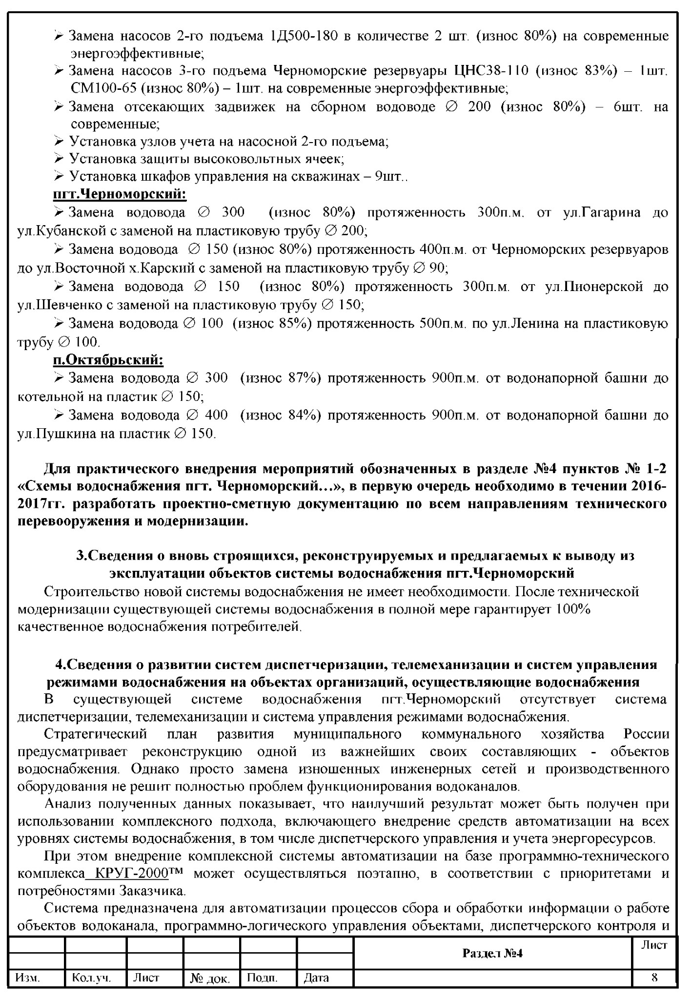 ➢ Замена насосов 2-го подъема 1Д500-180 в количестве 2 шт. (износ 80%) на современные
энергоэффективные;
➢ Замена насосов 3-го подъема Черноморские резервуары ЦНС38-110 (износ 83%) – 1шт.
СМ100-65 (износ 80%) – 1шт. на современные энергоэффективные;
➢ Замена отсекающих задвижек на сборном водоводе ∅ 200 (износ 80%) – 6шт. на
современные;
➢ Установка узлов учета на насосной 2-го подъема;
➢ Установка защиты высоковольтных ячеек;
➢ Установка шкафов управления на скважинах – 9шт..
пгт.Черноморский:
➢ Замена водовода ∅ 300 (износ 80%) протяженность 300п.м. от ул.Гагарина до
ул.Кубанской с заменой на пластиковую трубу ∅ 200;
➢ Замена водовода ∅ 150 (износ 80%) протяженность 400п.м. от Черноморских резервуаров
до ул.Восточной х.Карский с заменой на пластиковую трубу ∅ 90;
➢ Замена водовода ∅ 150 (износ 80%) протяженность 300п.м. от ул.Пионерской до
ул.Шевченко с заменой на пластиковую трубу ∅ 150;
➢ Замена водовода ∅ 100 (износ 85%) протяженность 500п.м. по ул.Ленина на пластиковую
трубу ∅ 100.
п.Октябрьский:
➢ Замена водовода ∅ 300 (износ 87%) протяженность 900п.м. от водонапорной башни до
котельной на пластик ∅ 150;
➢ Замена водовода ∅ 400 (износ 84%) протяженность 900п.м. от водонапорной башни до
ул.Пушкина на пластик ∅ 150.
Для практического внедрения мероприятий обозначенных в разделе №4 пунктов № 1-2
«Схемы водоснабжения пгт. Черноморский…», в первую очередь необходимо в течении 2016-
2017гг. разработать проектно-сметную документацию по всем направлениям технического
перевооружения и модернизации.
3.Сведения о вновь строящихся, реконструируемых и предлагаемых к выводу из
эксплуатации объектов системы водоснабжения пгт.Черноморский
Строительство новой системы водоснабжения не имеет необходимости. После технической
модернизации существующей системы водоснабжения в полной мере гарантирует 100%
качественное водоснабжения потребителей.
4.Сведения о развитии систем диспетчеризации, телемеханизации и систем управления
режимами водоснабжения на объектах организаций, осуществляющие водоснабжения
В существующей системе водоснабжения пгт.Черноморский отсутствует система
диспетчеризации, телемеханизации и система управления режимами водоснабжения.
Стратегический план развития муниципального коммунального хозяйства России
предусматривает реконструкцию одной из важнейших своих составляющих - объектов
водоснабжения. Однако просто замена изношенных инженерных сетей и производственного
оборудования не решит полностью проблем функционирования водоканалов.
Анализ полученных данных показывает, что наилучший результат может быть получен при
использовании комплексного подхода, включающего внедрение средств автоматизации на всех
уровнях системы водоснабжения, в том числе диспетчерского управления и учета энергоресурсов.
При этом внедрение комплексной системы автоматизации на базе программно-технического
комплекса КРУГ-2000™ может осуществляться поэтапно, в соответствии с приоритетами и
потребностями Заказчика.
Система предназначена для автоматизации процессов сбора и обработки информации о работе
объектов водоканала, программно-логического управления объектами, диспетчерского контроля и
Раздел №4
Лист
Изм. Кол.уч. Лист № док. Подп. Дата 8